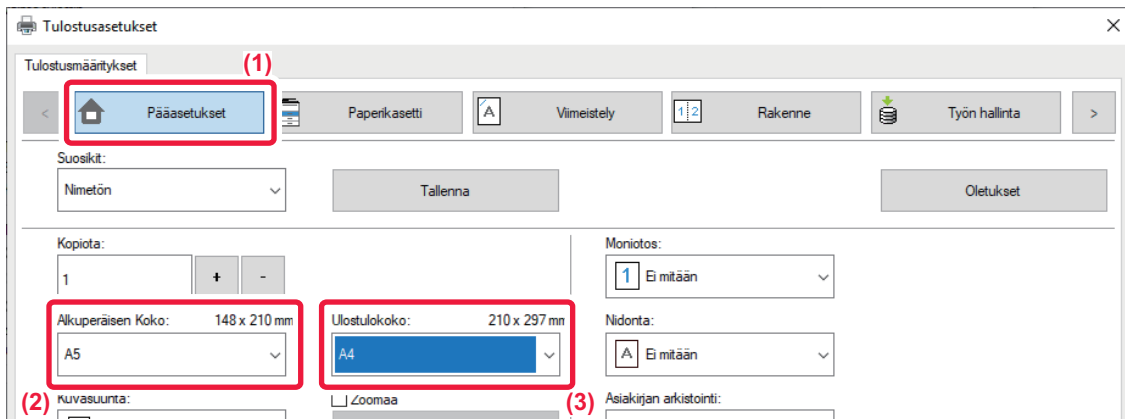 Tulostusasetukset
Tulostusmääritykset
(1)
< Pääasetukset Paperikasetti Viimeistely Rakenne Työn hallinta >
Suosikit:
Nimetön Tallenna Oletukset
Kopiota: Moniotos:
1 + - 1 Ei mitään
Alkuperäisen Koko: 148 x 210 mm Ulostulokoko: 210 x 297 mm Nidonta:
A5 A4 A Ei mitään
(2) Kuvasuunta: Zoomaa (3) Asiakirjan arkistointi: